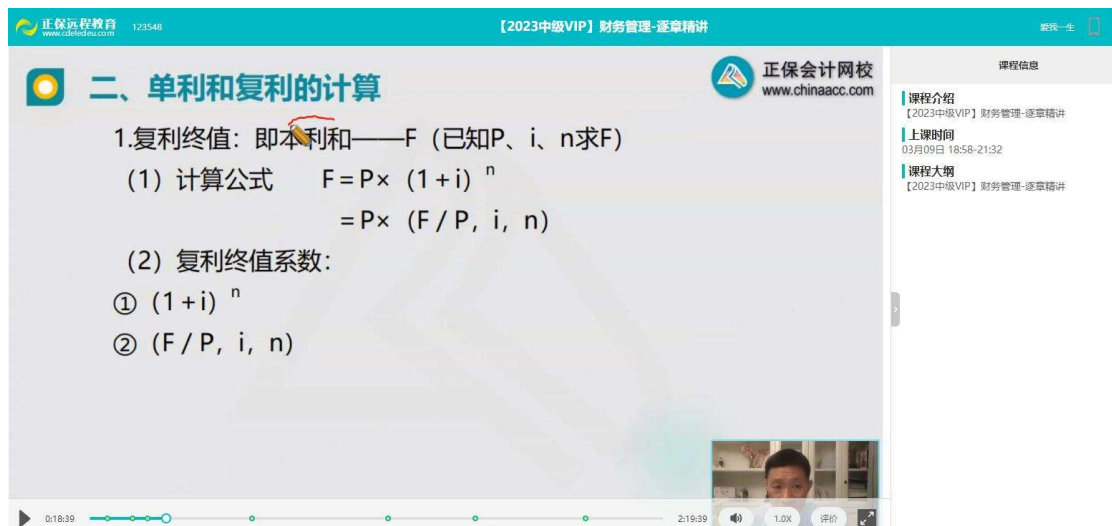 正保远程教育
www.cdeledu.com
123548
【2023中级VIP】财务管理-逐章精讲
爱我一生
二、单利和复利的计算
正保会计网校
www.chinaacc.com
1.复利终值：即本利和——F（已知P、i、n求F）
（1）计算公式 F＝P×（1＋i）ⁿ
＝P×（F / P，i，n）
（2）复利终值系数：
①（1＋i）ⁿ
②（F / P，i，n）
课程信息
课程介绍
【2023中级VIP】财务管理-逐章精讲
上课时间
03月09日 18:58-21:32
课程大纲
【2023中级VIP】财务管理-逐章精讲
0:18:39
2:19:39
1.0X
评价